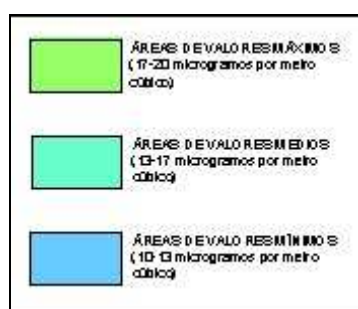 ÁREAS DE VALORES MÁXIMOS
(17-20 microgramos por metro
cúbico)
ÁREAS DE VALORES MEDIOS
(13-17 microgramos por metro
cúbico)
ÁREAS DE VALORES MÍNIMOS
(10-13 microgramos por metro
cúbico)